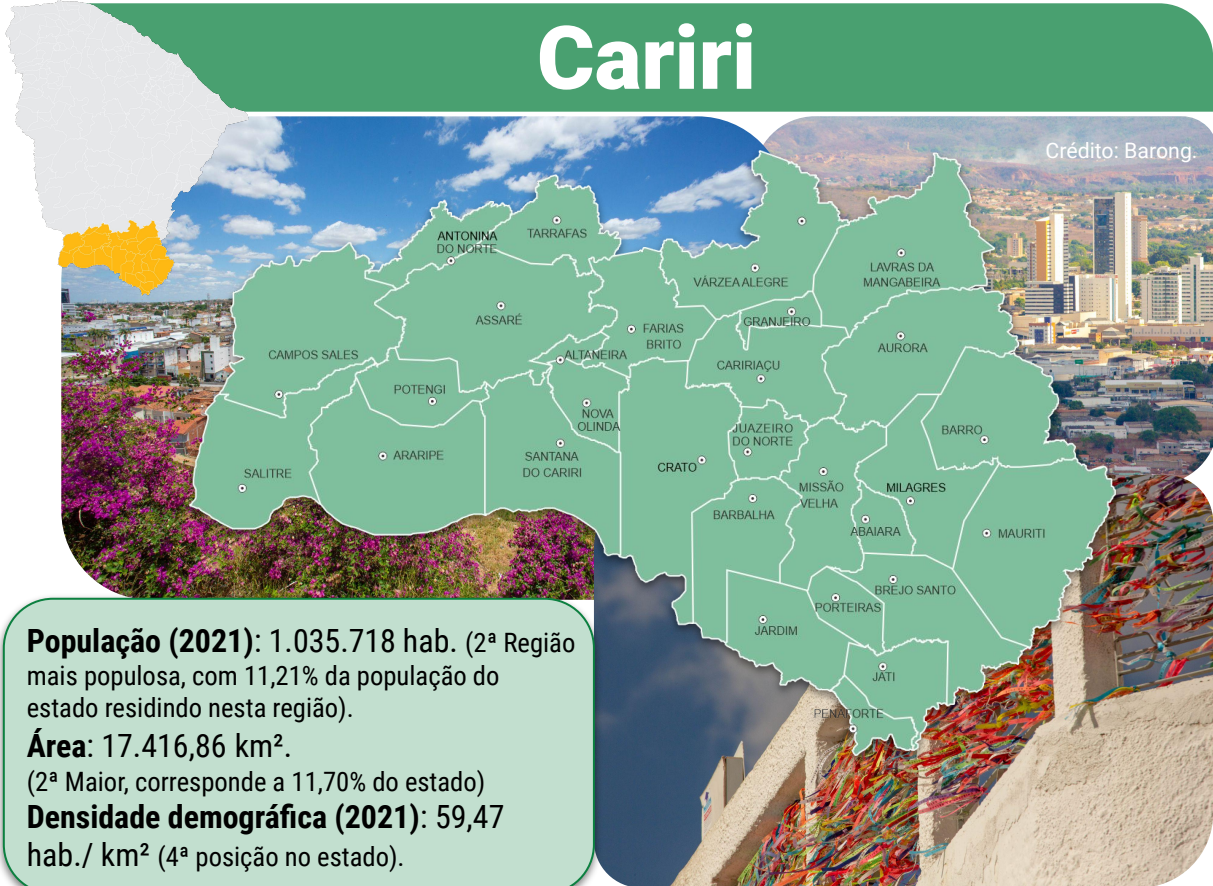 Cariri
Crédito: Barong.
ANTONINA
DO NORTE
TARRAFAS
VÁRZEA ALEGRE
LAVRAS DA
MANGABEIRA
ASSARÉ
GRANJEIRO
FARIAS
BRITO
AURORA
CAMPOS SALES
ALTANEIRA
CARIRIAÇU
POTENGI
NOVA
OLINDA
JUAZEIRO
DO NORTE
BARRO
SALITRE
ARARIPE
SANTANA
DO CARIRI
CRATO
MISSÃO
VELHA
MILAGRES
BARBALHA
ABAIARA
MAURITI
BREJO SANTO
PORTEIRAS
JARDIM
JATI
PENAFORTE
População (2021): 1.035.718 hab. (2ª Região
mais populosa, com 11,21% da população do
estado residindo nesta região).
Área: 17.416,86 km².
(2ª Maior, corresponde a 11,70% do estado)
Densidade demográfica (2021): 59,47
hab./ km² (4ª posição no estado).